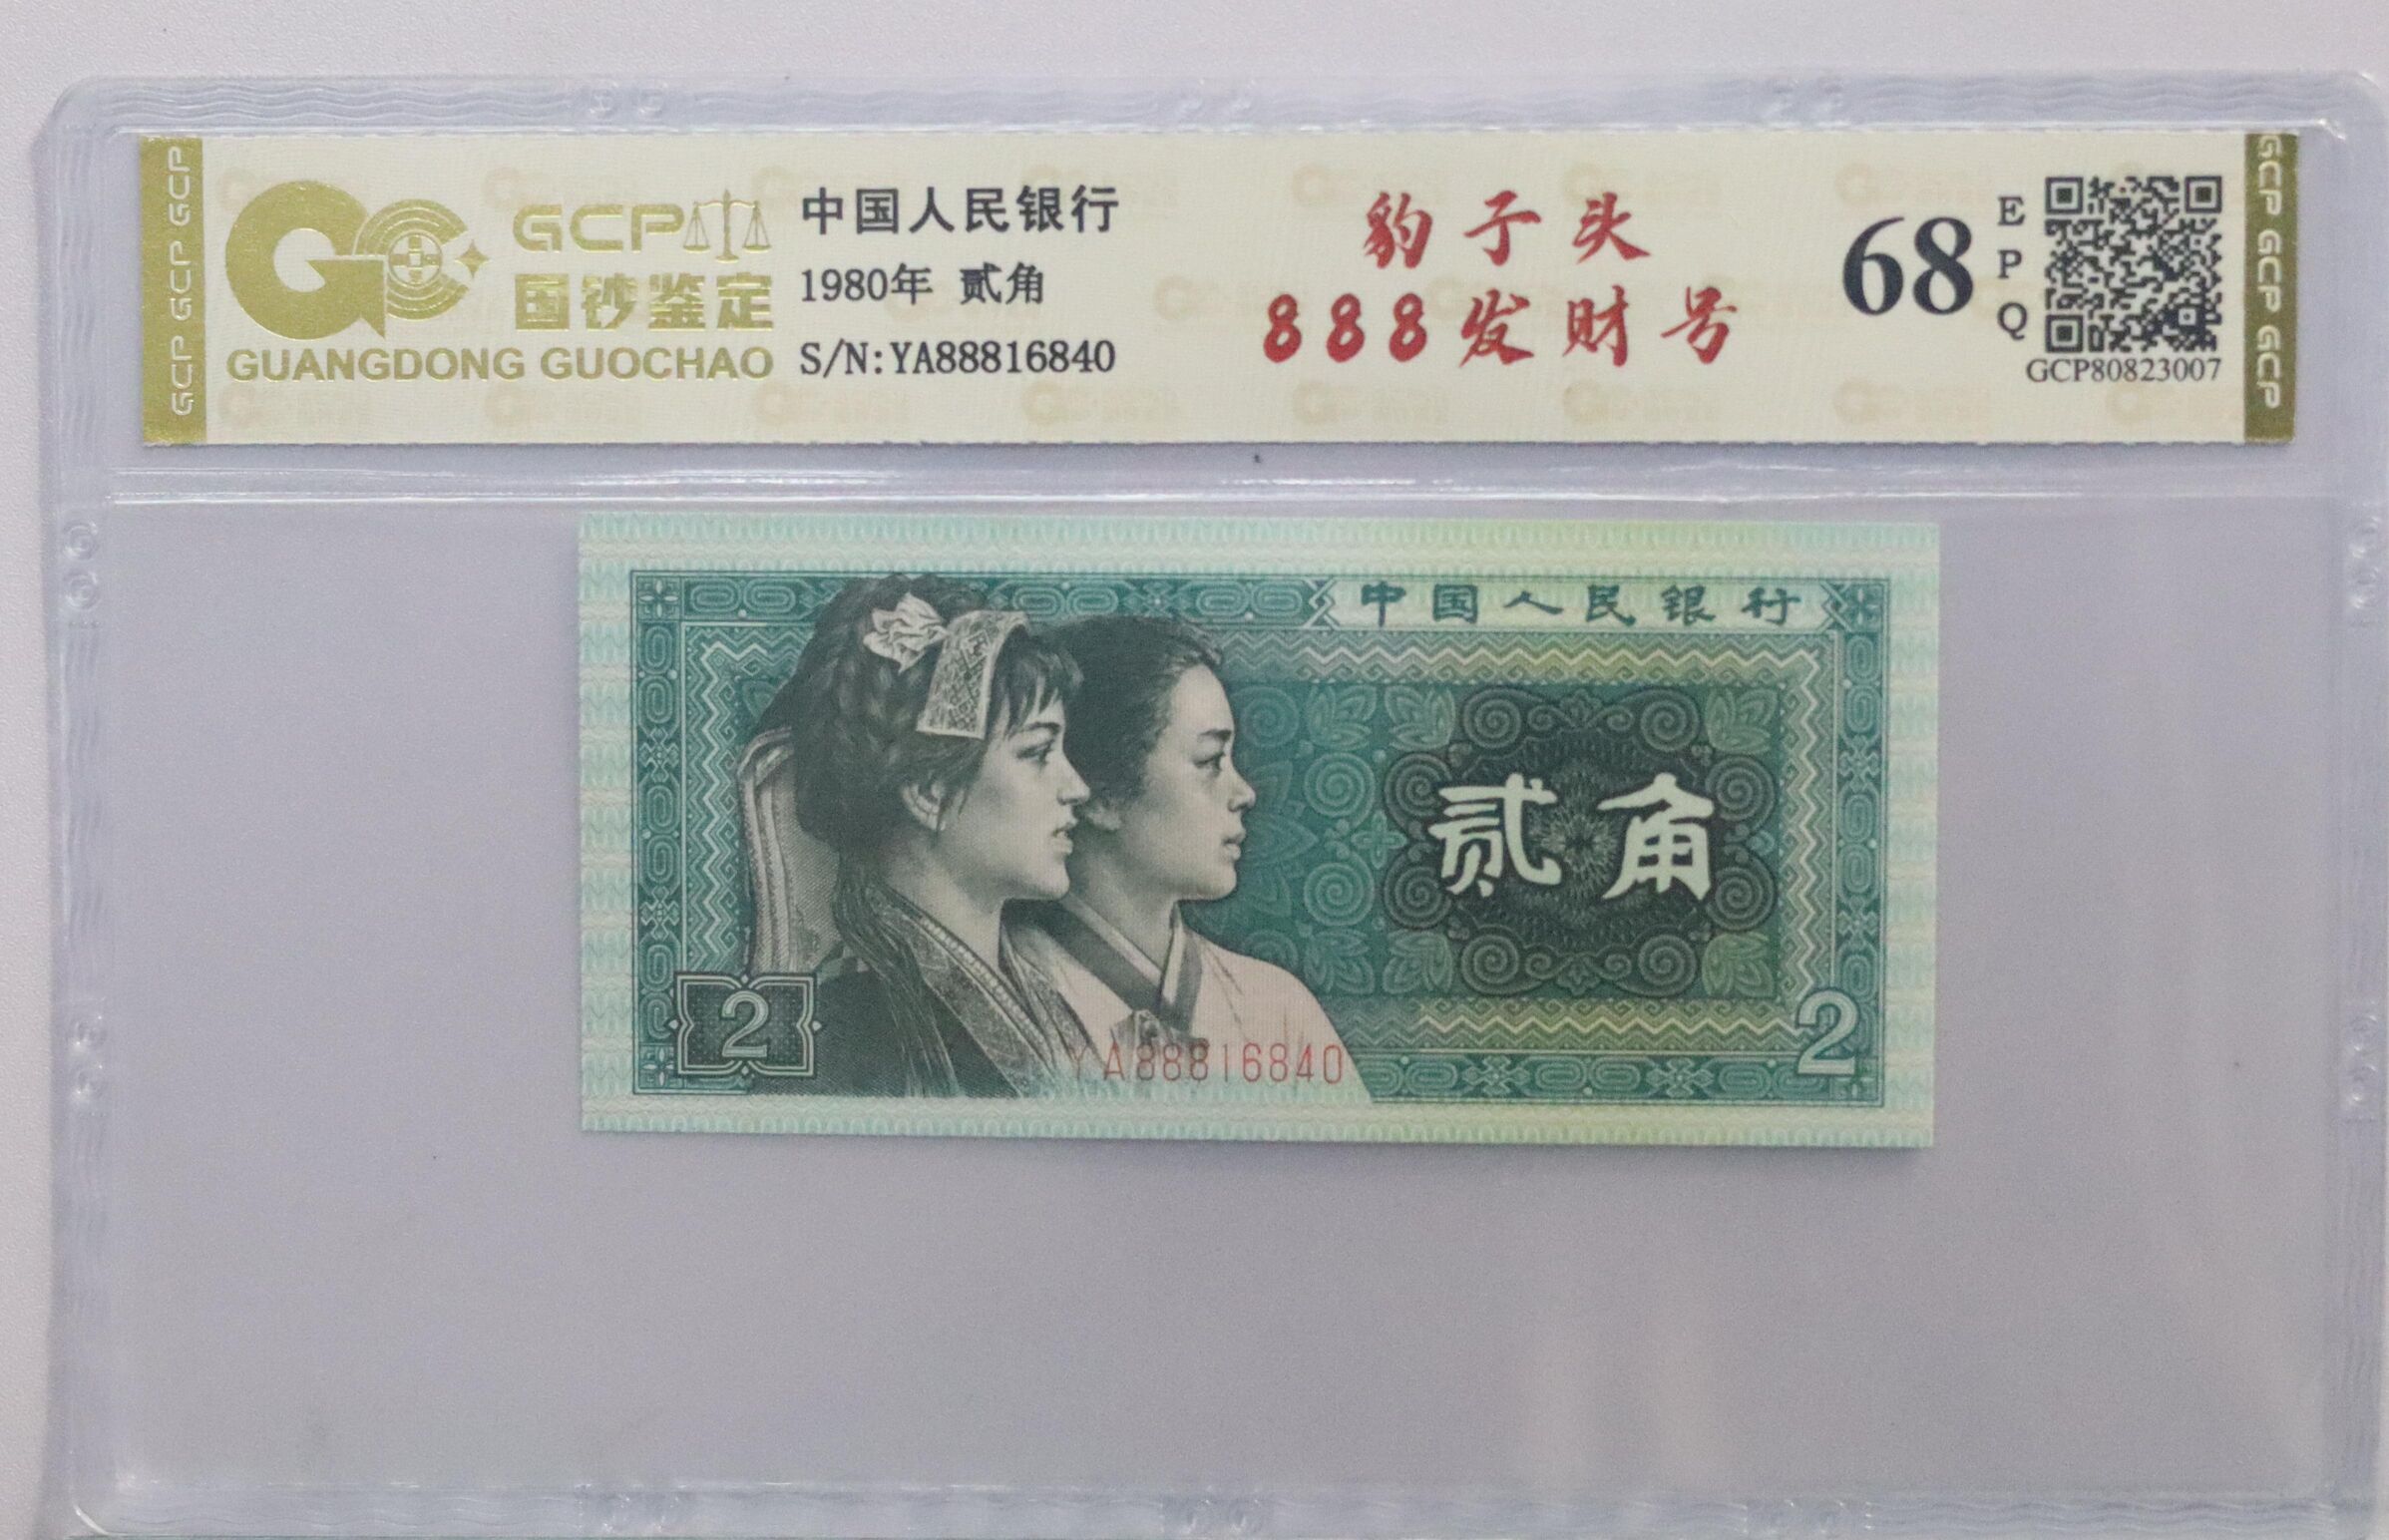 GCP GCP GCP
GCP
国钞鉴定
GUANGDONG GUOCHAO
中国人民银行
1980年 贰角
S/N:YA88816840
豹子头
888发财号
68
EPQ
GCP80823007
GCP GCP GCP
中国人民银行
贰角
2
YA88816840
2